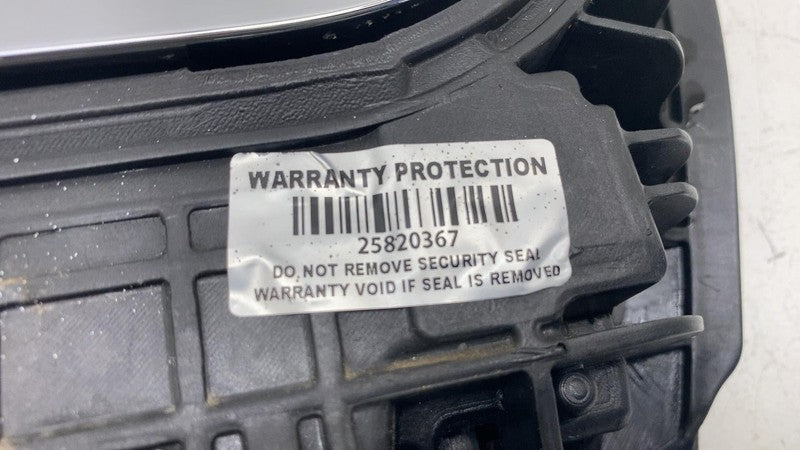 WARRANTY PROTECTION
25820367
DO NOT REMOVE SECURITY SEAL
WARRANTY VOID IF SEAL IS REMOVED